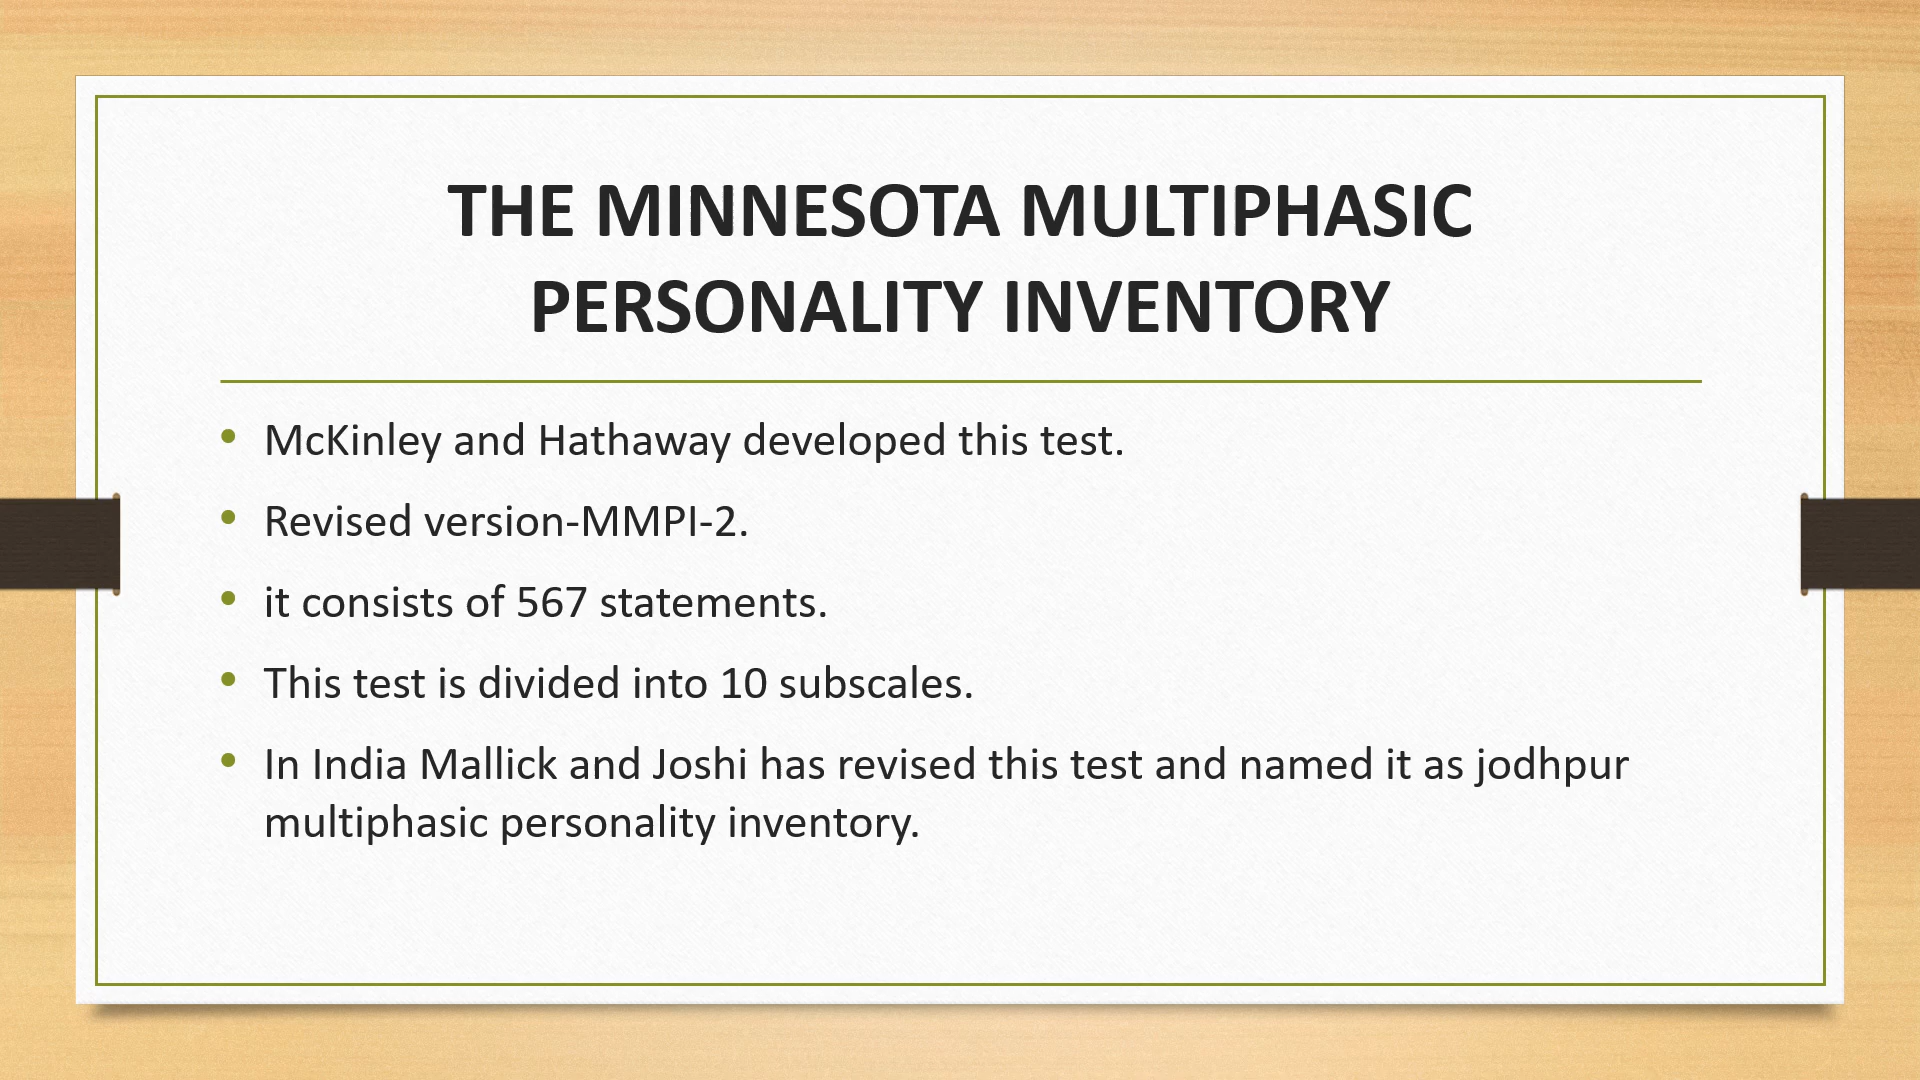 THE MINNESOTA MULTIPHASIC
PERSONALITY INVENTORY
• McKinley and Hathaway developed this test.
• Revised version-MMPI-2.
• it consists of 567 statements.
• This test is divided into 10 subscales.
• In India Mallick and Joshi has revised this test and named it as jodhpur
multiphasic personality inventory.